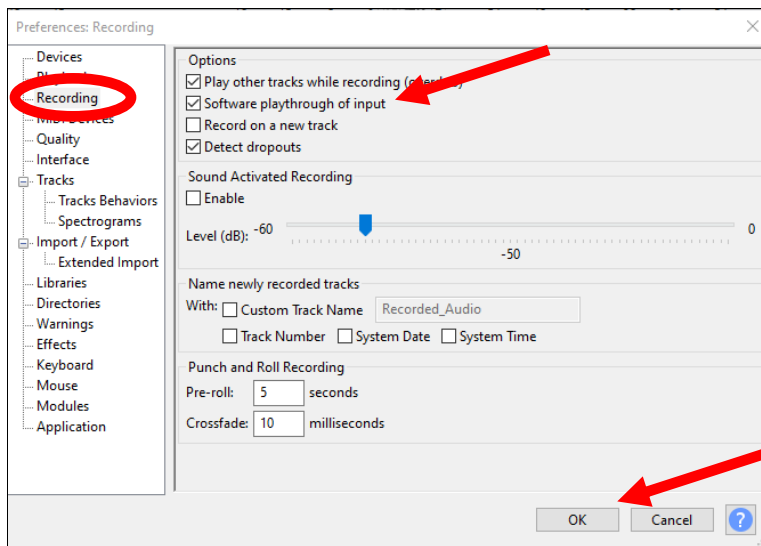 Preferences: Recording
Devices
Recording
Quality
Interface
Tracks
Tracks Behaviors
Spectrograms
Import / Export
Extended Import
Libraries
Directories
Warnings
Effects
Keyboard
Mouse
Modules
Application
Options
Play other tracks while recording
Software playthrough of input
Record on a new track
Detect dropouts
Sound Activated Recording
Enable
Level (dB): -60 0
-50
Name newly recorded tracks
With: Custom Track Name Recorded_Audio
Track Number System Date System Time
Punch and Roll Recording
Pre-roll: 5 seconds
Crossfade: 10 milliseconds
OK Cancel ?